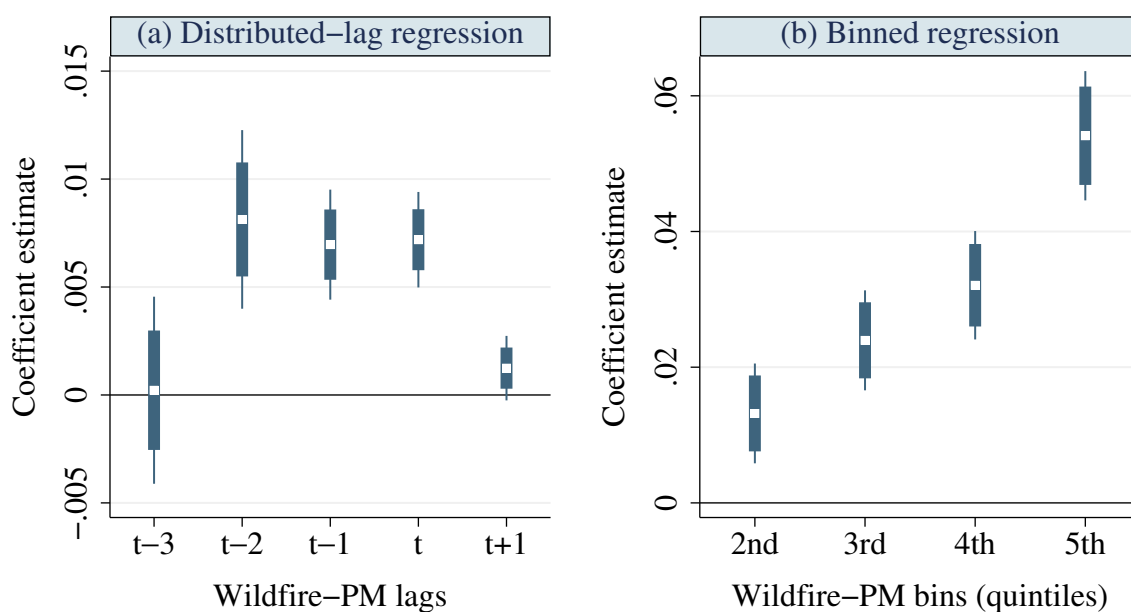 (a) Distributed−lag regression
Coefficient estimate
.015
.01
.005
0
−.005
t−3 t−2 t−1 t t+1
Wildfire−PM lags
(b) Binned regression
Coefficient estimate
.06
.04
.02
0
2nd 3rd 4th 5th
Wildfire−PM bins (quintiles)